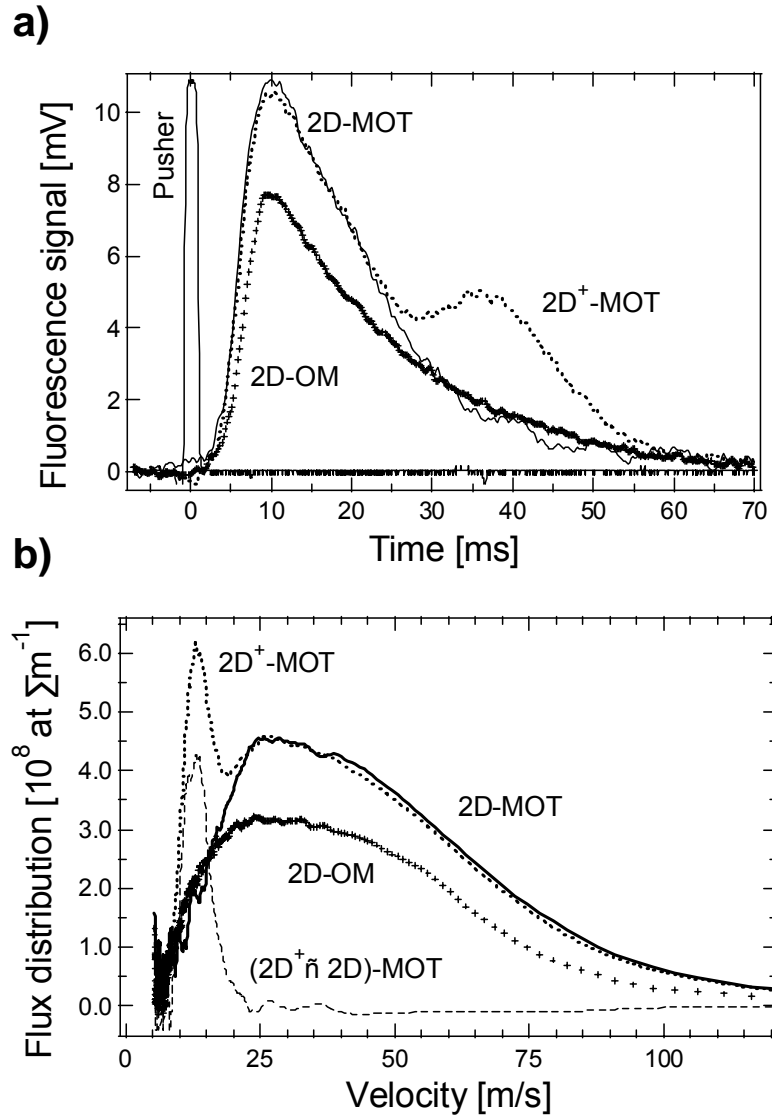 a)
10
8
6
4
2
0
Fluorescence signal [mV]
Pusher
2D-MOT
2D⁺-MOT
2D-OM
0 10 20 30 40 50 60 70
Time [ms]
b)
6.0
5.0
4.0
3.0
2.0
1.0
0.0
Flux distribution [10⁸ at Σm⁻¹]
2D⁺-MOT
2D-MOT
2D-OM
(2D⁺ñ 2D)-MOT
0 25 50 75 100
Velocity [m/s]